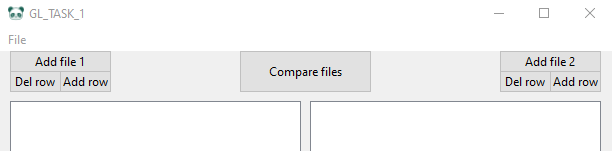 GL_TASK_1
File
Add file 1
Compare files
Add file 2
Del row Add row
Del row Add row